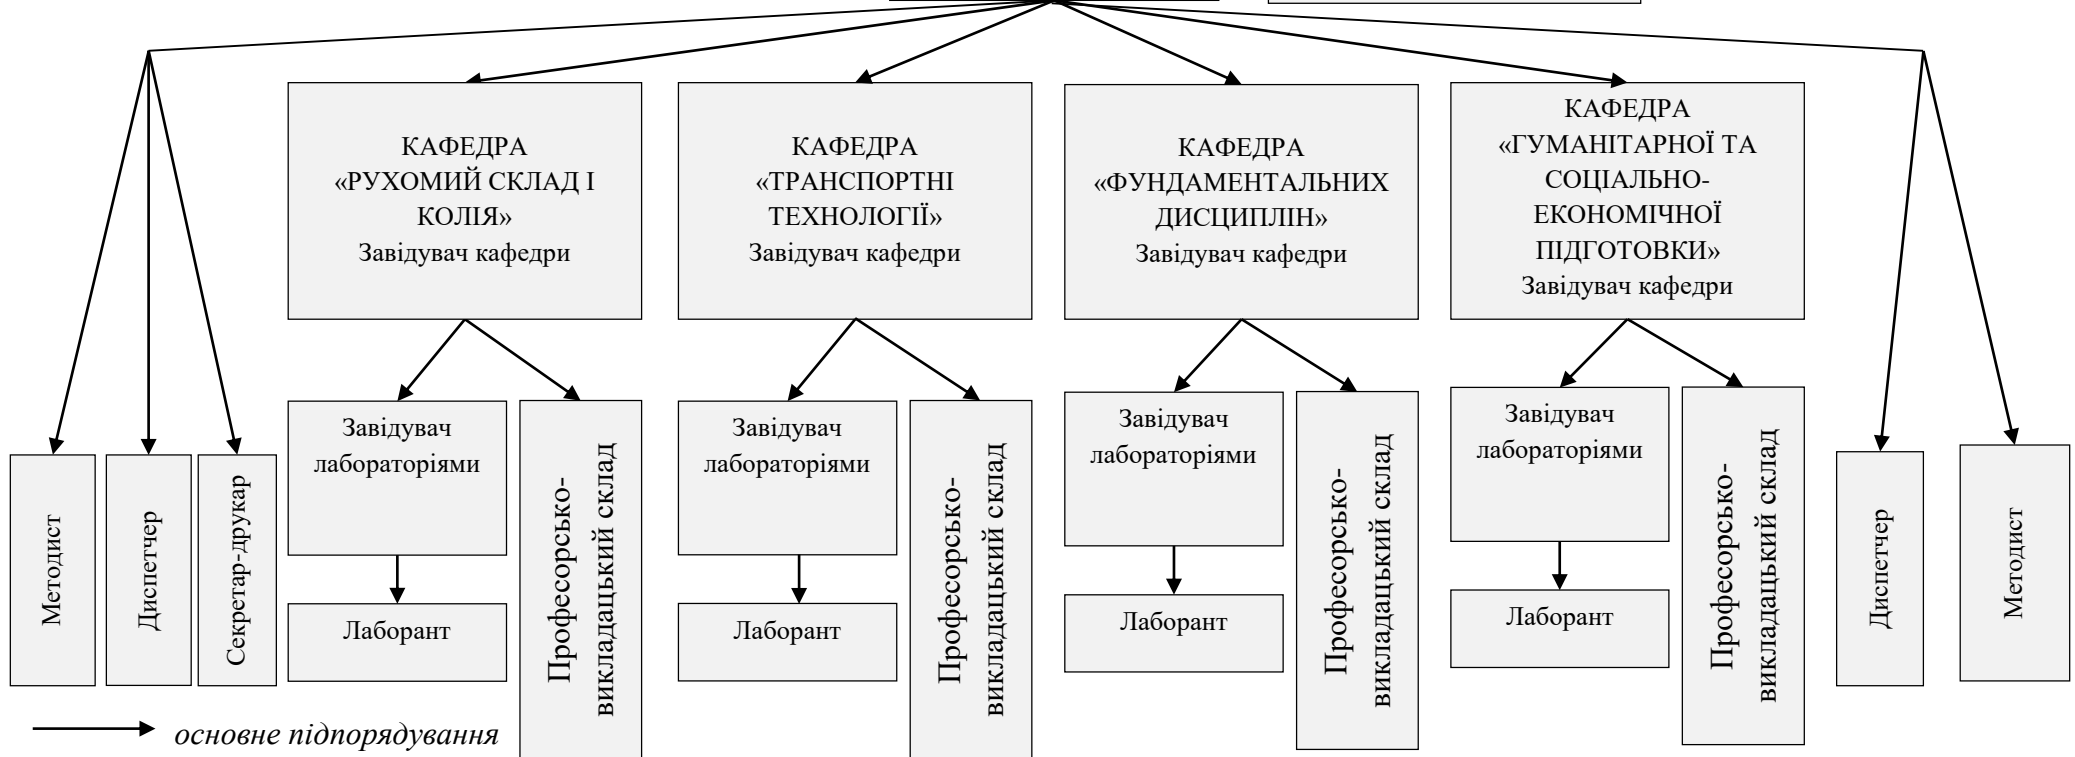 КАФЕДРА
«РУХОМИЙ СКЛАД І
КОЛІЯ»
Завідувач кафедри
КАФЕДРА
«ТРАНСПОРТНІ
ТЕХНОЛОГІЇ»
Завідувач кафедри
КАФЕДРА
«ФУНДАМЕНТАЛЬНИХ
ДИСЦИПЛІН»
Завідувач кафедри
КАФЕДРА
«ГУМАНІТАРНОЇ ТА
СОЦІАЛЬНО-
ЕКОНОМІЧНОЇ
ПІДГОТОВКИ»
Завідувач кафедри
Методист
Диспетчер
Секретар-друкар
Завідувач
лабораторіями
Лаборант
Професорсько-
викладацький склад
Завідувач
лабораторіями
Лаборант
Професорсько-
викладацький склад
Завідувач
лабораторіями
Лаборант
Професорсько-
викладацький склад
Завідувач
лабораторіями
Лаборант
Професорсько-
викладацький склад
Диспетчер
Методист
основне підпорядування